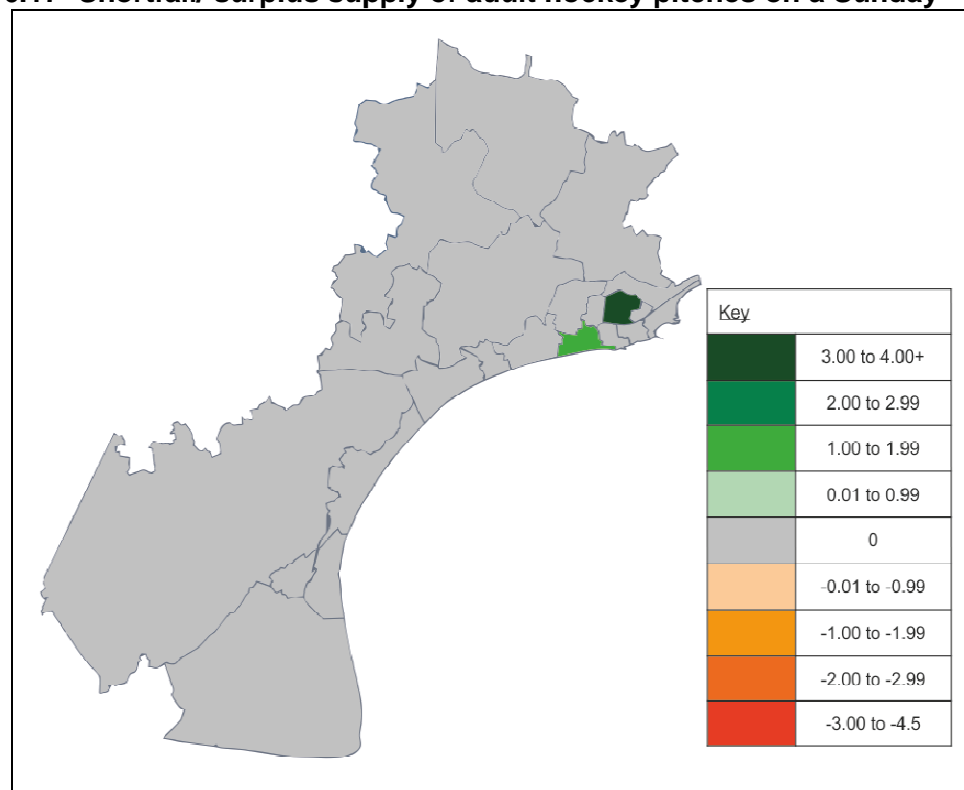 Shortfall/ Surplus supply of adult hockey pitches on a Sunday
Key
3.00 to 4.00+
2.00 to 2.99
1.00 to 1.99
0.01 to 0.99
0
-0.01 to -0.99
-1.00 to -1.99
-2.00 to -2.99
-3.00 to -4.5